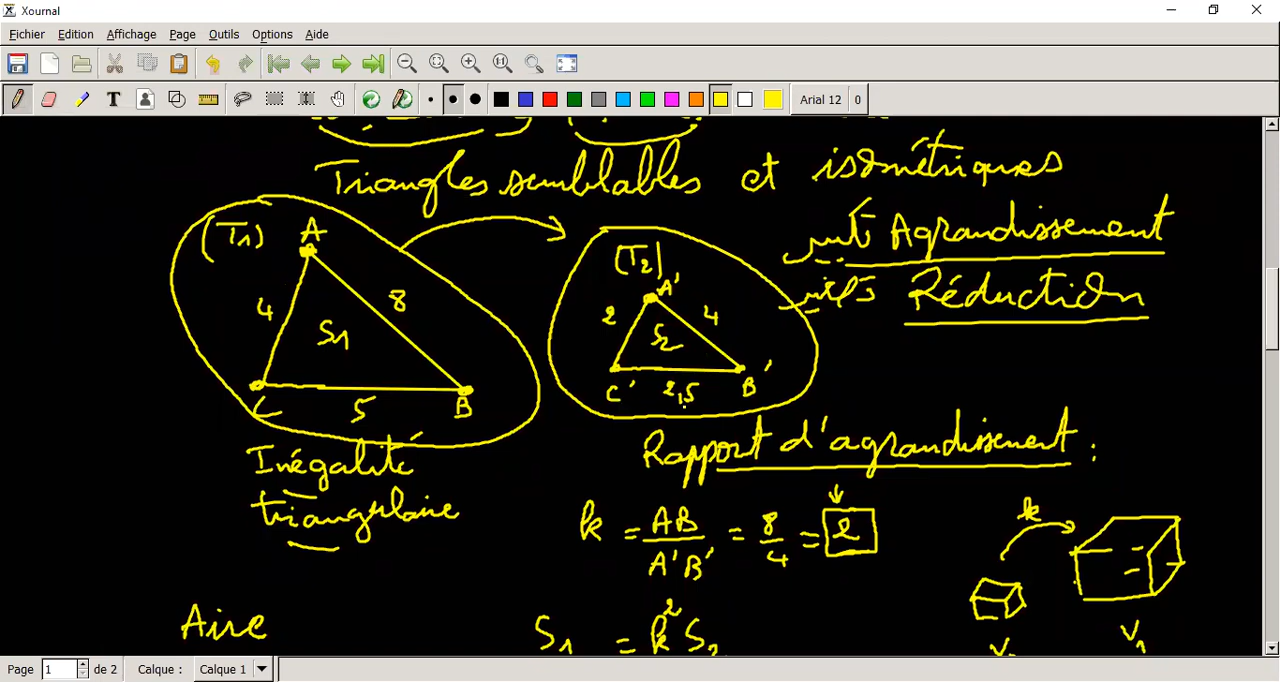 Xournal
Fichier Edition Affichage Page Outils Options Aide
Arial 12 0
Triangles semblables et isométriques
(T1) A
4 8
S1
C 5 B
(T2) A'
2 4
S2
C' 2,5 B'
Agrandissement
Réduction
Inégalité
triangulaire
Rapport d'agrandissement :
k = AB/A'B' = 8/4 = 2
k
V1
Aire
S1 = k² S2
Page 1 de 2 Calque : Calque 1